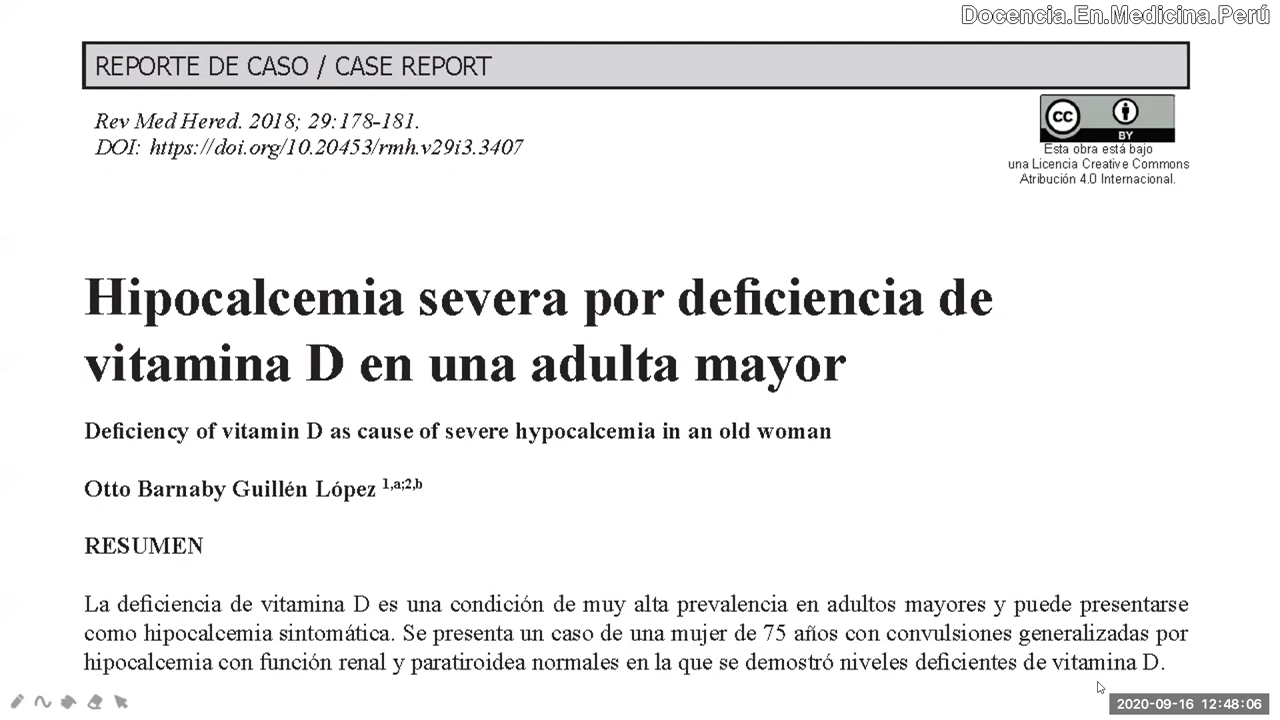 Docencia.En.Medicina.Perú
REPORTE DE CASO / CASE REPORT
Rev Med Hered. 2018; 29:178-181.
DOI: https://doi.org/10.20453/rmh.v29i3.3407
cc
BY
Esta obra está bajo
una Licencia Creative Commons
Atribución 4.0 Internacional.
Hipocalcemia severa por deficiencia de
vitamina D en una adulta mayor
Deficiency of vitamin D as cause of severe hypocalcemia in an old woman
Otto Barnaby Guillén López 1,a;2,b
RESUMEN
La deficiencia de vitamina D es una condición de muy alta prevalencia en adultos mayores y puede presentarse
como hipocalcemia sintomática. Se presenta un caso de una mujer de 75 años con convulsiones generalizadas por
hipocalcemia con función renal y paratiroidea normales en la que se demostró niveles deficientes de vitamina D.
2020-09-16 12:48:06